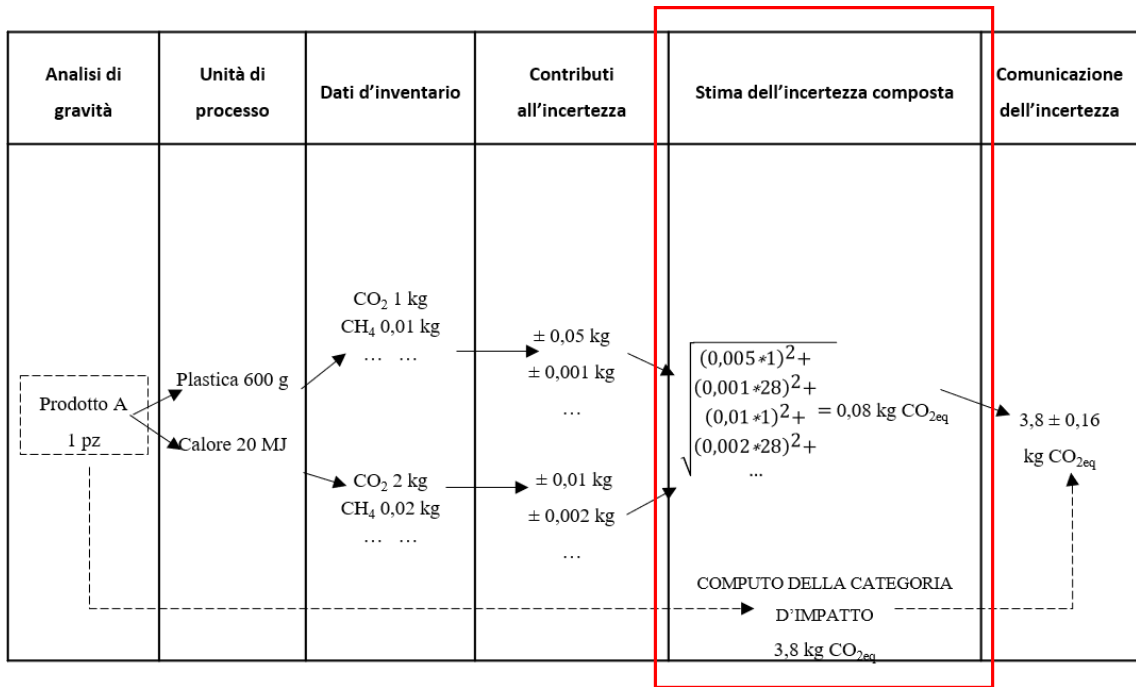 Analisi di
gravità
Unità di
processo
Dati d'inventario
Contributi
all'incertezza
Stima dell'incertezza composta
Comunicazione
dell'incertezza
Prodotto A
1 pz
Plastica 600 g
Calore 20 MJ
CO₂ 1 kg
CH₄ 0,01 kg
… …
CO₂ 2 kg
CH₄ 0,02 kg
… …
± 0,05 kg
± 0,001 kg
…
± 0,01 kg
± 0,002 kg
…
√
(0,005*1)²+
(0,001*28)²+
(0,01*1)²+ = 0,08 kg CO₂eq
(0,002*28)²+
…
COMPUTO DELLA CATEGORIA
D'IMPATTO
3,8 kg CO₂eq
3,8 ± 0,16
kg CO₂eq